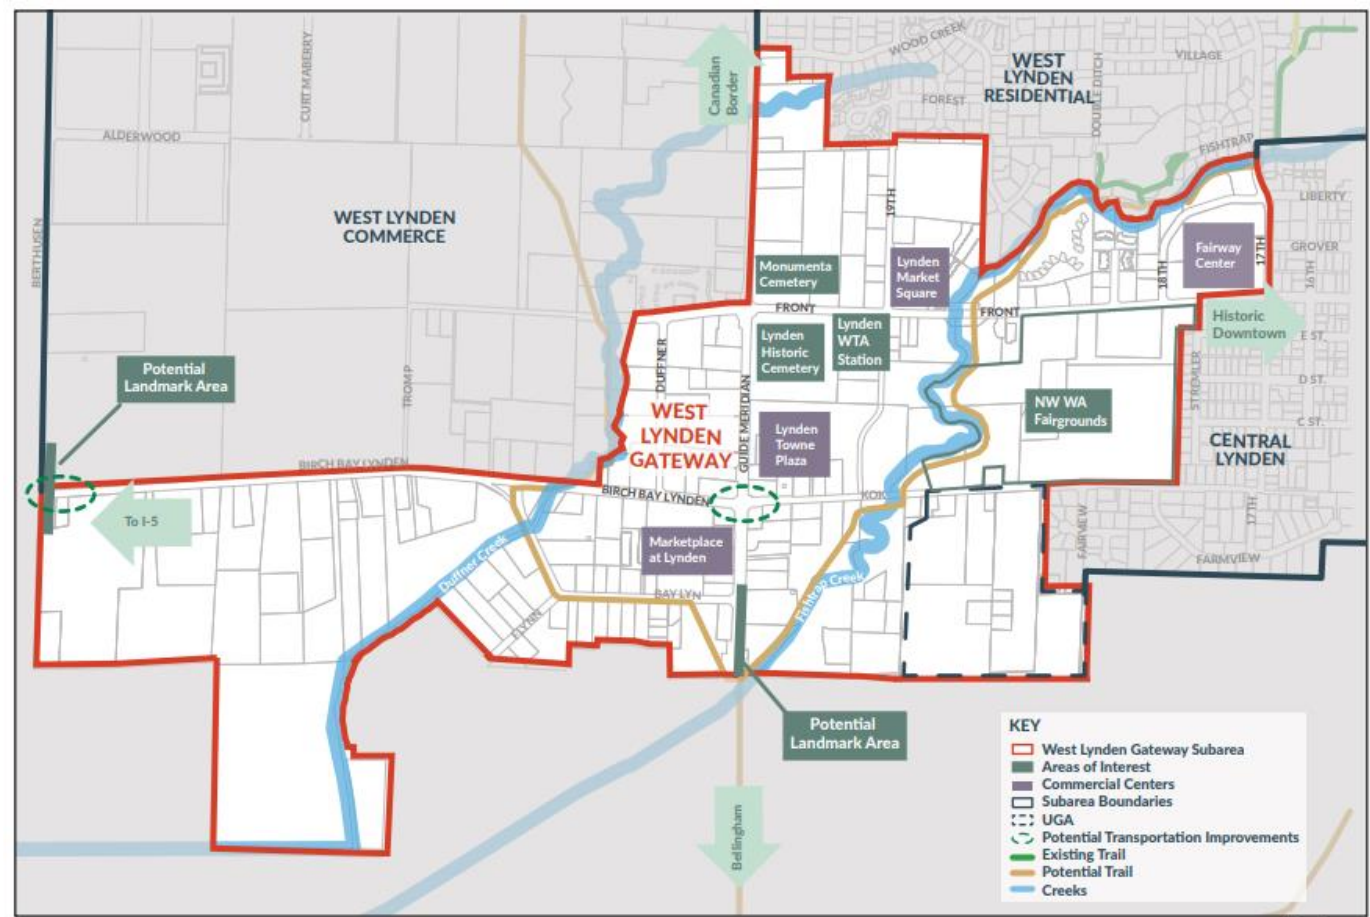 WOOD CREEK
VILLAGE
WEST
LYNDEN
RESIDENTIAL
DOUBLE DITCH
CURT MABERRY
Canadian
Border
FOREST
ALDERWOOD
FISHTRAP
LIBERTY
WEST LYNDEN
COMMERCE
19TH
BERTHUSEN
Fairway
Center
17TH
GROVER
16TH
18TH
Monumenta
Cemetery
Lynden
Market
Square
FRONT
FRONT
Historic
Downtown
E ST.
Lynden
Historic
Cemetery
Lynden
WTA
Station
DUFFNER
Potential
Landmark Area
TROMP
GUIDE MERIDIAN
STREMLER
D ST.
NW WA
Fairgrounds
C ST.
WEST
LYNDEN
GATEWAY
Lynden
Towne
Plaza
CENTRAL
LYNDEN
BIRCH BAY LYNDEN
BIRCH BAY LYNDEN
KOK
To I-5
FAIRVIEW
17TH
Marketplace
at Lynden
Duffner Creek
FARMVIEW
Fishtrap Creek
BAY LYN
FLYNN
Potential
Landmark Area
Bellingham
KEY
West Lynden Gateway Subarea
Areas of Interest
Commercial Centers
Subarea Boundaries
UGA
Potential Transportation Improvements
Existing Trail
Potential Trail
Creeks